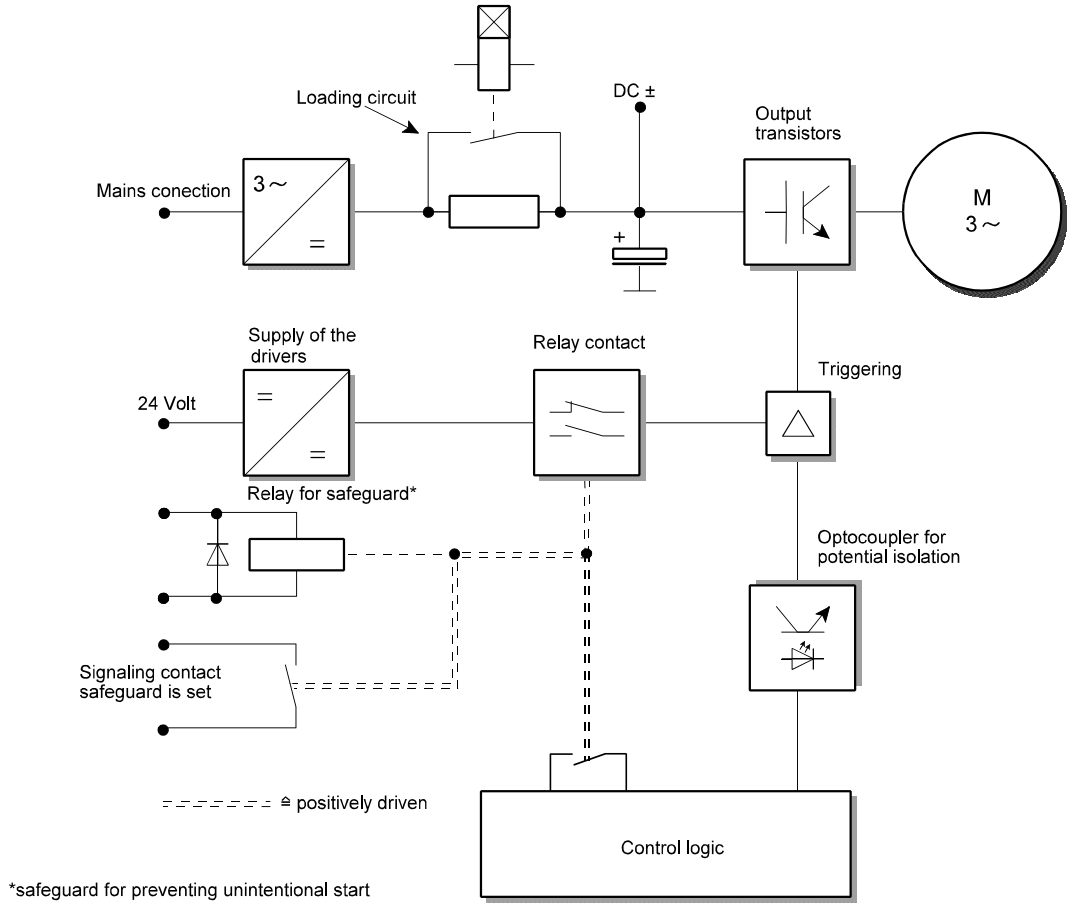 Loading circuit
DC ±
Output
transistors
Mains conection
3~
=
+
M
3~
Supply of the
drivers
Relay contact
Triggering
24 Volt
=
=
Relay for safeguard*
Optocoupler for
potential isolation
Signaling contact
safeguard is set
≙ positively driven
Control logic
*safeguard for preventing unintentional start